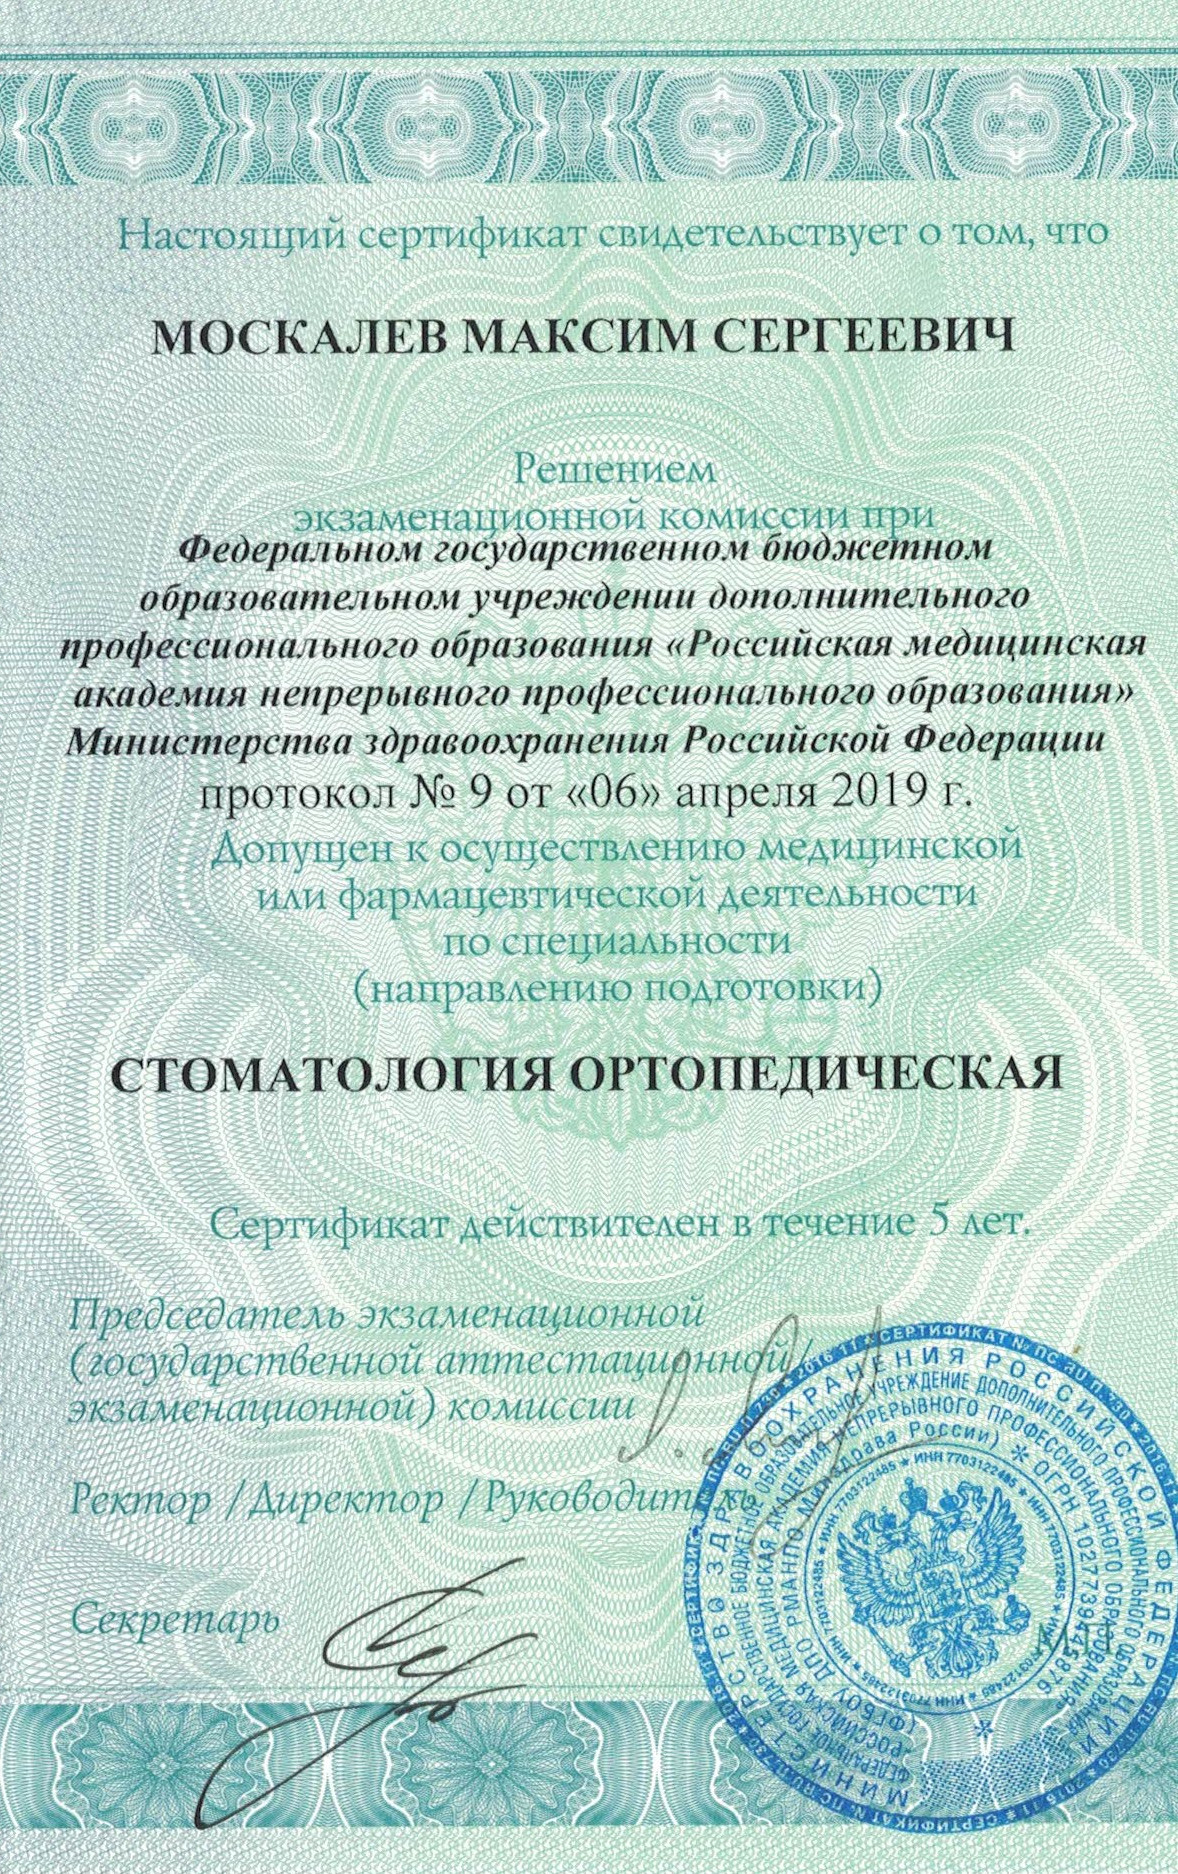 Настоящий сертификат свидетельствует о том, что
МОСКАЛЕВ МАКСИМ СЕРГЕЕВИЧ
Решением
экзаменационной комиссии при
Федеральном государственном бюджетном
образовательном учреждении дополнительного
профессионального образования «Российская медицинская
академия непрерывного профессионального образования»
Министерства здравоохранения Российской Федерации
протокол № 9 от «06» апреля 2019 г.
Допущен к осуществлению медицинской
или фармацевтической деятельности
по специальности
(направлению подготовки)
СТОМАТОЛОГИЯ ОРТОПЕДИЧЕСКАЯ
Сертификат действителен в течение 5 лет.
Председатель экзаменационной
(государственной аттестационной/
экзаменационной) комиссии
Ректор /Директор /Руководитель
Секретарь
М.П.
МИНИСТЕРСТВО ЗДРАВООХРАНЕНИЯ РОССИЙСКОЙ ФЕДЕРАЦИИ
ФЕДЕРАЛЬНОЕ ГОСУДАРСТВЕННОЕ БЮДЖЕТНОЕ ОБРАЗОВАТЕЛЬНОЕ УЧРЕЖДЕНИЕ ДОПОЛНИТЕЛЬНОГО ПРОФЕССИОНАЛЬНОГО ОБРАЗОВАНИЯ
"РОССИЙСКАЯ МЕДИЦИНСКАЯ АКАДЕМИЯ НЕПРЕРЫВНОГО ПРОФЕССИОНАЛЬНОГО ОБРАЗОВАНИЯ"
(ФГБОУ ДПО РМАНПО Минздрава России) * ОГРН 1027739445876 *
ИНН 7703122485